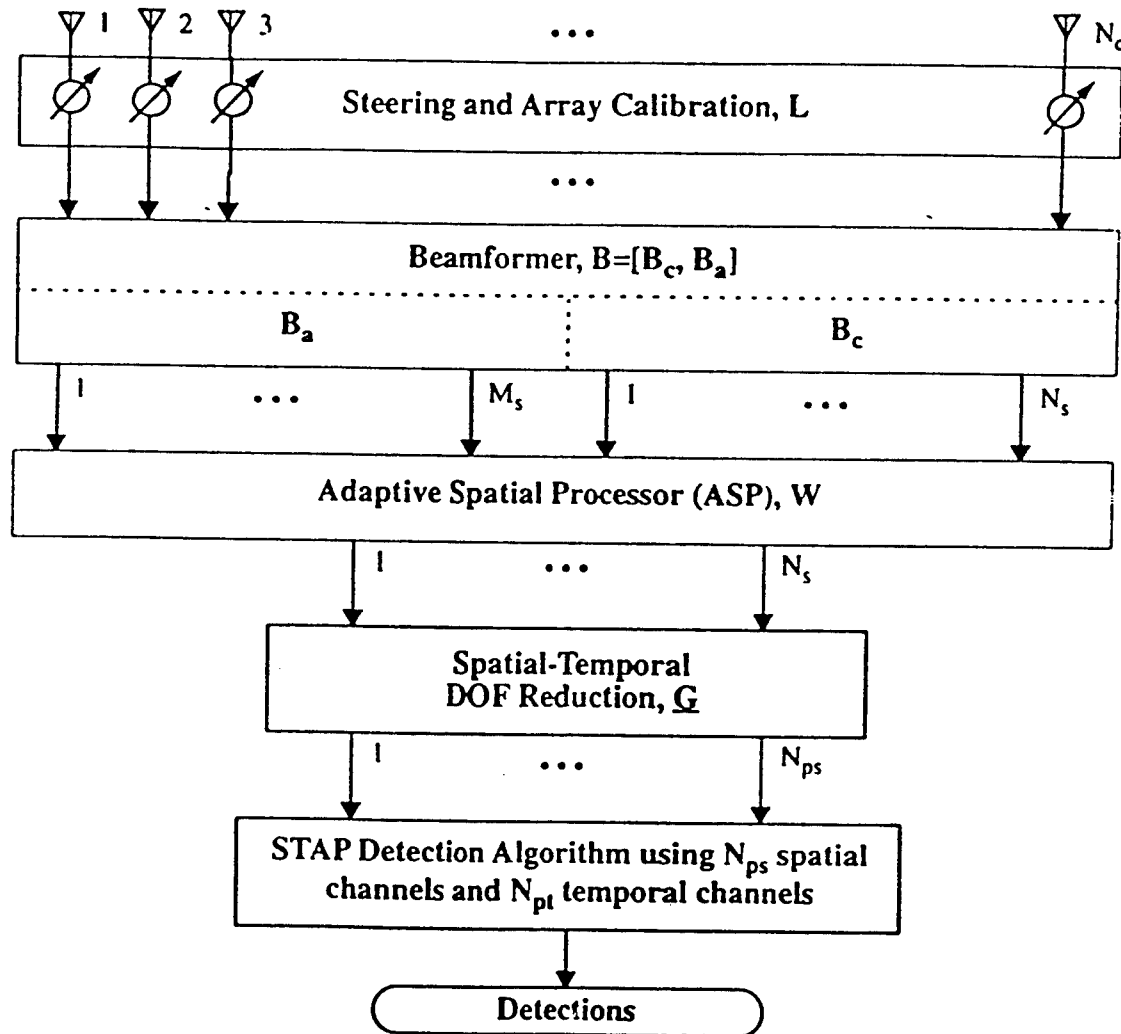 1 2 3 ... N_c
Steering and Array Calibration, L
...
Beamformer, B=[B_c, B_a]
B_a B_c
1 ... M_s 1 ... N_s
Adaptive Spatial Processor (ASP), W
1 ... N_s
Spatial-Temporal
DOF Reduction, G
1 ... N_ps
STAP Detection Algorithm using N_ps spatial
channels and N_pt temporal channels
Detections